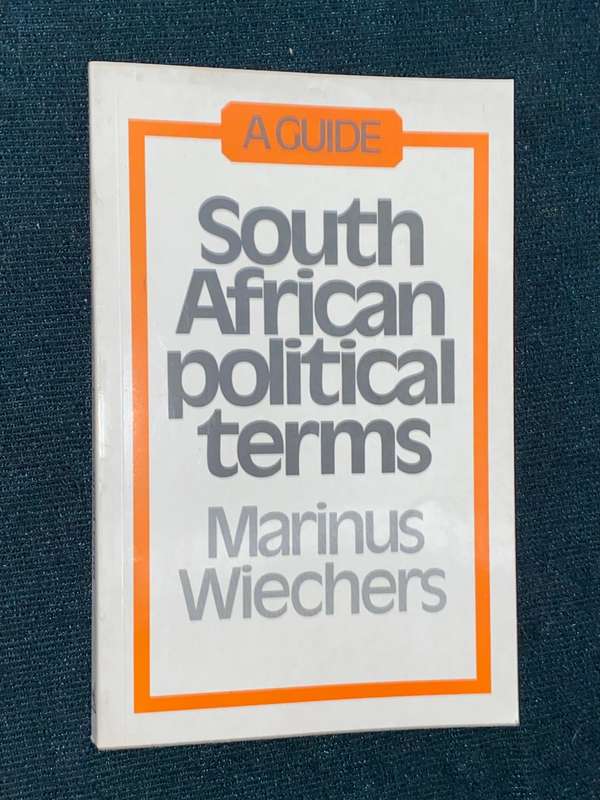 A GUIDE
South
African
political
terms
Marinus
Wiechers